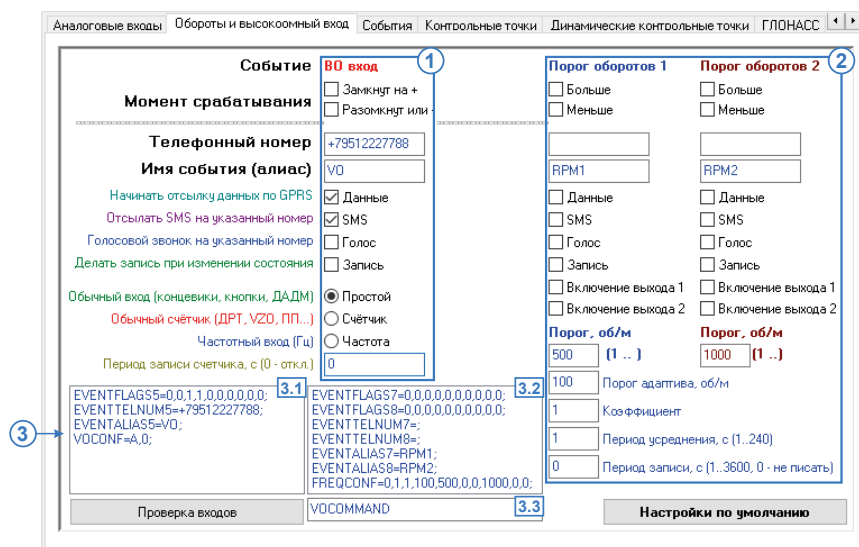 Аналоговые входы Обороты и высокоомный вход События Контрольные точки Динамические контрольные точки ГЛОНАСС
Событие ВО вход 1 Порог оборотов 1 Порог оборотов 2 2
Момент срабатывания
Замкнут на + Больше Больше
Разомкнут или - Меньше Меньше
Телефонный номер +79512227788
Имя события (алиас) VO RPM1 RPM2
Начинать отсылку данных по GPRS Данные Данные Данные
Отсылать SMS на указанный номер SMS SMS SMS
Голосовой звонок на указанный номер Голос Голос Голос
Делать запись при изменении состояния Запись Запись Запись
Включение выхода 1 Включение выхода 1
Обычный вход (концевики, кнопки, ДАДМ) Простой
Включение выхода 2 Включение выхода 2
Обычный счётчик (ДРТ, VZO, ПП...) Счётчик
Порог, об/м Порог, об/м
Частотный вход (Гц) Частота
500 (1 .. ) 1000 (1 ..)
Период записи счетчика, с (0 - откл.) 0
100 Порог адаптива, об/м
1 Коэффициент
1 Период усреднения, с (1..240)
0 Период записи, с (1..3600, 0 - не писать)
3
3.1
EVENTFLAGS5=0,0,1,1,0,0,0,0,0,0;
EVENTTELNUM5=+79512227788;
EVENTALIAS5=VO;
VOCONF=A,0;
3.2
EVENTFLAGS7=0,0,0,0,0,0,0,0,0,0;
EVENTFLAGS8=0,0,0,0,0,0,0,0,0,0;
EVENTTELNUM7=;
EVENTTELNUM8=;
EVENTALIAS7=RPM1;
EVENTALIAS8=RPM2;
FREQCONF=0,1,1,100,500,0,0,1000,0,0;
Проверка входов VOCOMMAND 3.3 Настройки по умолчанию